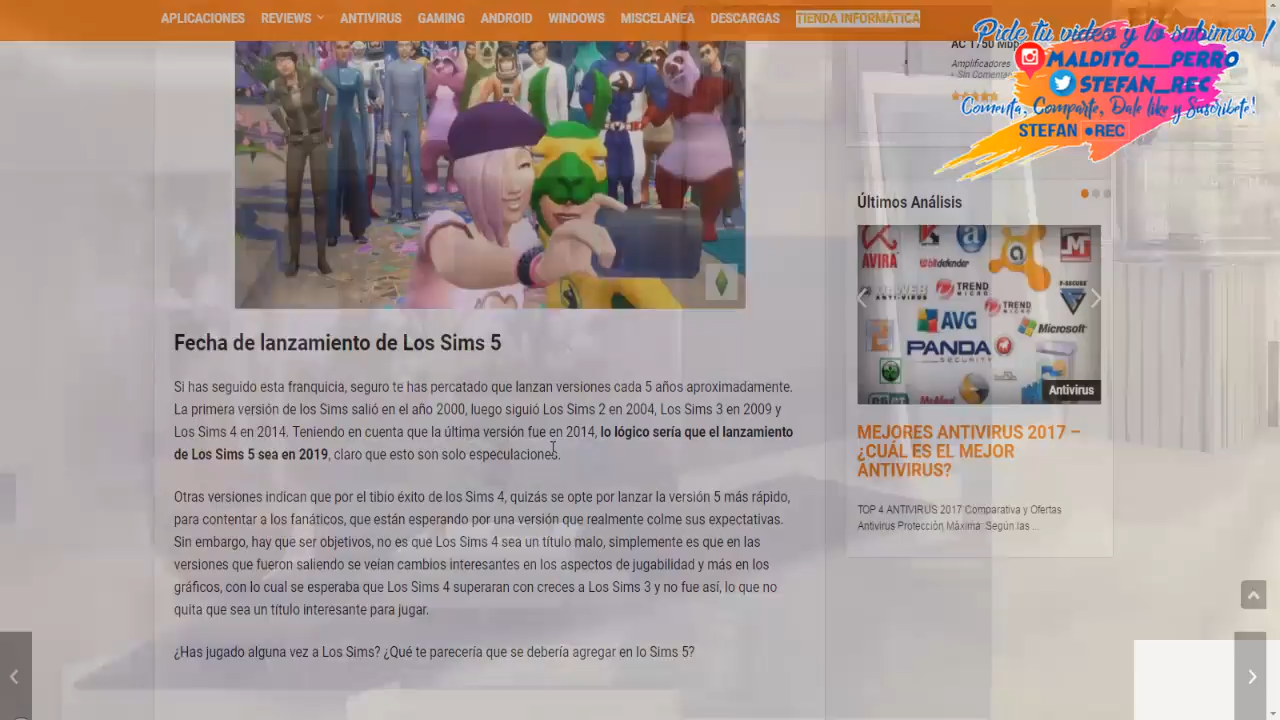 APLICACIONES REVIEWS ANTIVIRUS GAMING ANDROID WINDOWS MISCELANEA DESCARGAS TIENDA INFORMÁTICA
Pide tu video y lo subimos !
MALDITO__PERRO
STEFAN_REC
Comenta, Comparte, Dale like y Suscribete!
STEFAN ●REC
AC 1750 Mbp
Amplificadores
Sin Comenta
Últimos Análisis
AVIRA
bitdefender
TREND MICRO
TREND MICRO
F-SECURE
AVG
Microsoft
PANDA
SECURITY
McAfee
Antivirus
MEJORES ANTIVIRUS 2017 –
¿CUÁL ES EL MEJOR
ANTIVIRUS?
TOP 4 ANTIVIRUS 2017 Comparativa y Ofertas
Antivirus Protección Máxima: Según las ...
Fecha de lanzamiento de Los Sims 5
Si has seguido esta franquicia, seguro te has percatado que lanzan versiones cada 5 años aproximadamente.
La primera versión de los Sims salió en el año 2000, luego siguió Los Sims 2 en 2004, Los Sims 3 en 2009 y
Los Sims 4 en 2014. Teniendo en cuenta que la última versión fue en 2014, lo lógico sería que el lanzamiento
de Los Sims 5 sea en 2019, claro que esto son solo especulaciones.
Otras versiones indican que por el tibio éxito de los Sims 4, quizás se opte por lanzar la versión 5 más rápido,
para contentar a los fanáticos, que están esperando por una versión que realmente colme sus expectativas.
Sin embargo, hay que ser objetivos, no es que Los Sims 4 sea un título malo, simplemente es que en las
versiones que fueron saliendo se veían cambios interesantes en los aspectos de jugabilidad y más en los
gráficos, con lo cual se esperaba que Los Sims 4 superaran con creces a Los Sims 3 y no fue así, lo que no
quita que sea un título interesante para jugar.
¿Has jugado alguna vez a Los Sims? ¿Qué te parecería que se debería agregar en lo Sims 5?